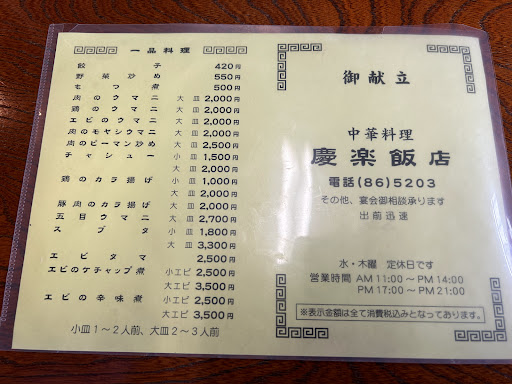 一品料理
餃子 420円
野菜炒め 550円
もつ煮 500円
肉のウマニ 大皿 2,000円
鶏のウマニ 大皿 2,000円
エビのウマニ 大皿 2,000円
肉のモヤシウマニ 大皿 2,000円
肉のピーマン炒め 大皿 2,500円
チャシュー 小皿 1,500円
大皿 2,000円
鶏のカラ揚げ 小皿 1,000円
大皿 2,000円
豚肉のカラ揚げ 大皿 2,000円
五目ウマニ 大皿 2,700円
スブタ 小皿 1,800円
大皿 3,300円
エビタマ 2,500円
エビのケチャップ煮 小エビ 2,500円
大エビ 3,500円
エビの辛味煮 小エビ 2,500円
大エビ 3,500円
小皿1～2人前、大皿2～3人前
御献立
中華料理
慶楽飯店
電話(86)5203
その他、宴会御相談承ります
出前迅速
水・木曜 定休日です
営業時間 AM 11:00～PM 14:00
PM 17:00～PM 21:00
※表示金額は全て消費税込みとなっております。